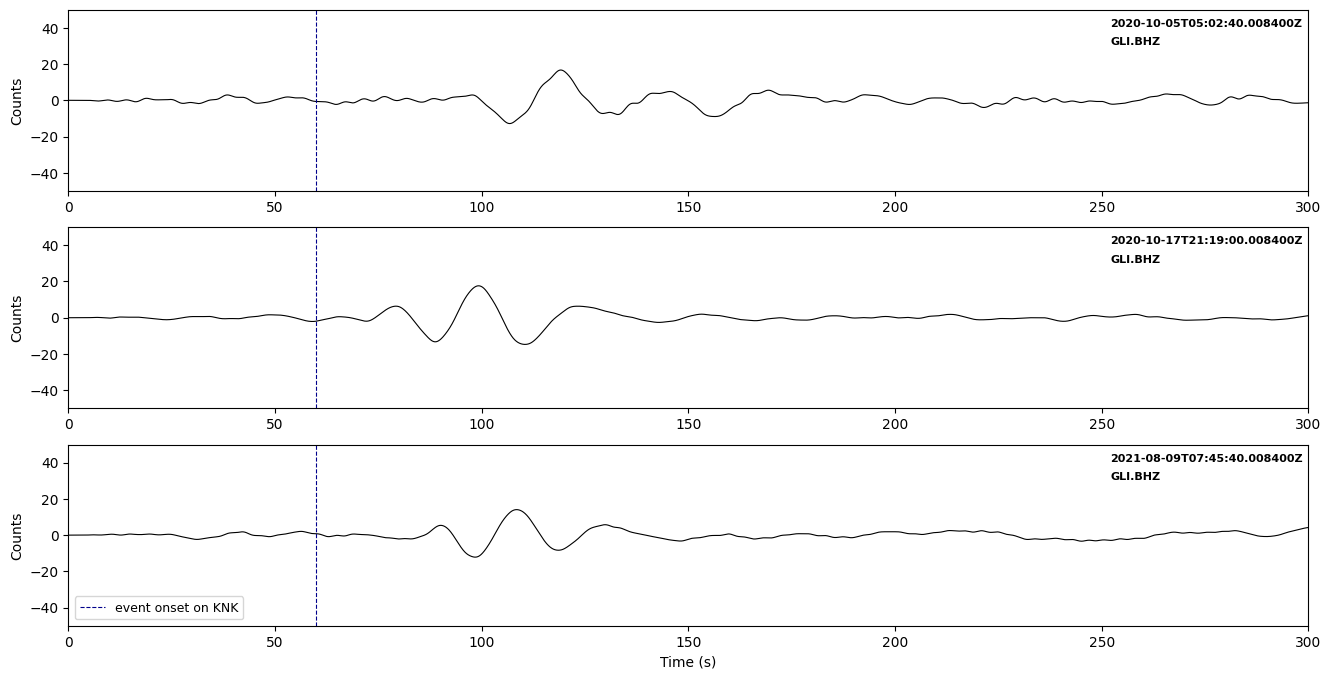 2020-10-05T05:02:40.008400Z
GLI.BHZ
40
20
0
−20
−40
Counts
0 50 100 150 200 250 300
2020-10-17T21:19:00.008400Z
GLI.BHZ
40
20
0
−20
−40
Counts
0 50 100 150 200 250 300
2021-08-09T07:45:40.008400Z
GLI.BHZ
40
20
0
−20
−40
Counts
event onset on KNK
0 50 100 150 200 250 300
Time (s)